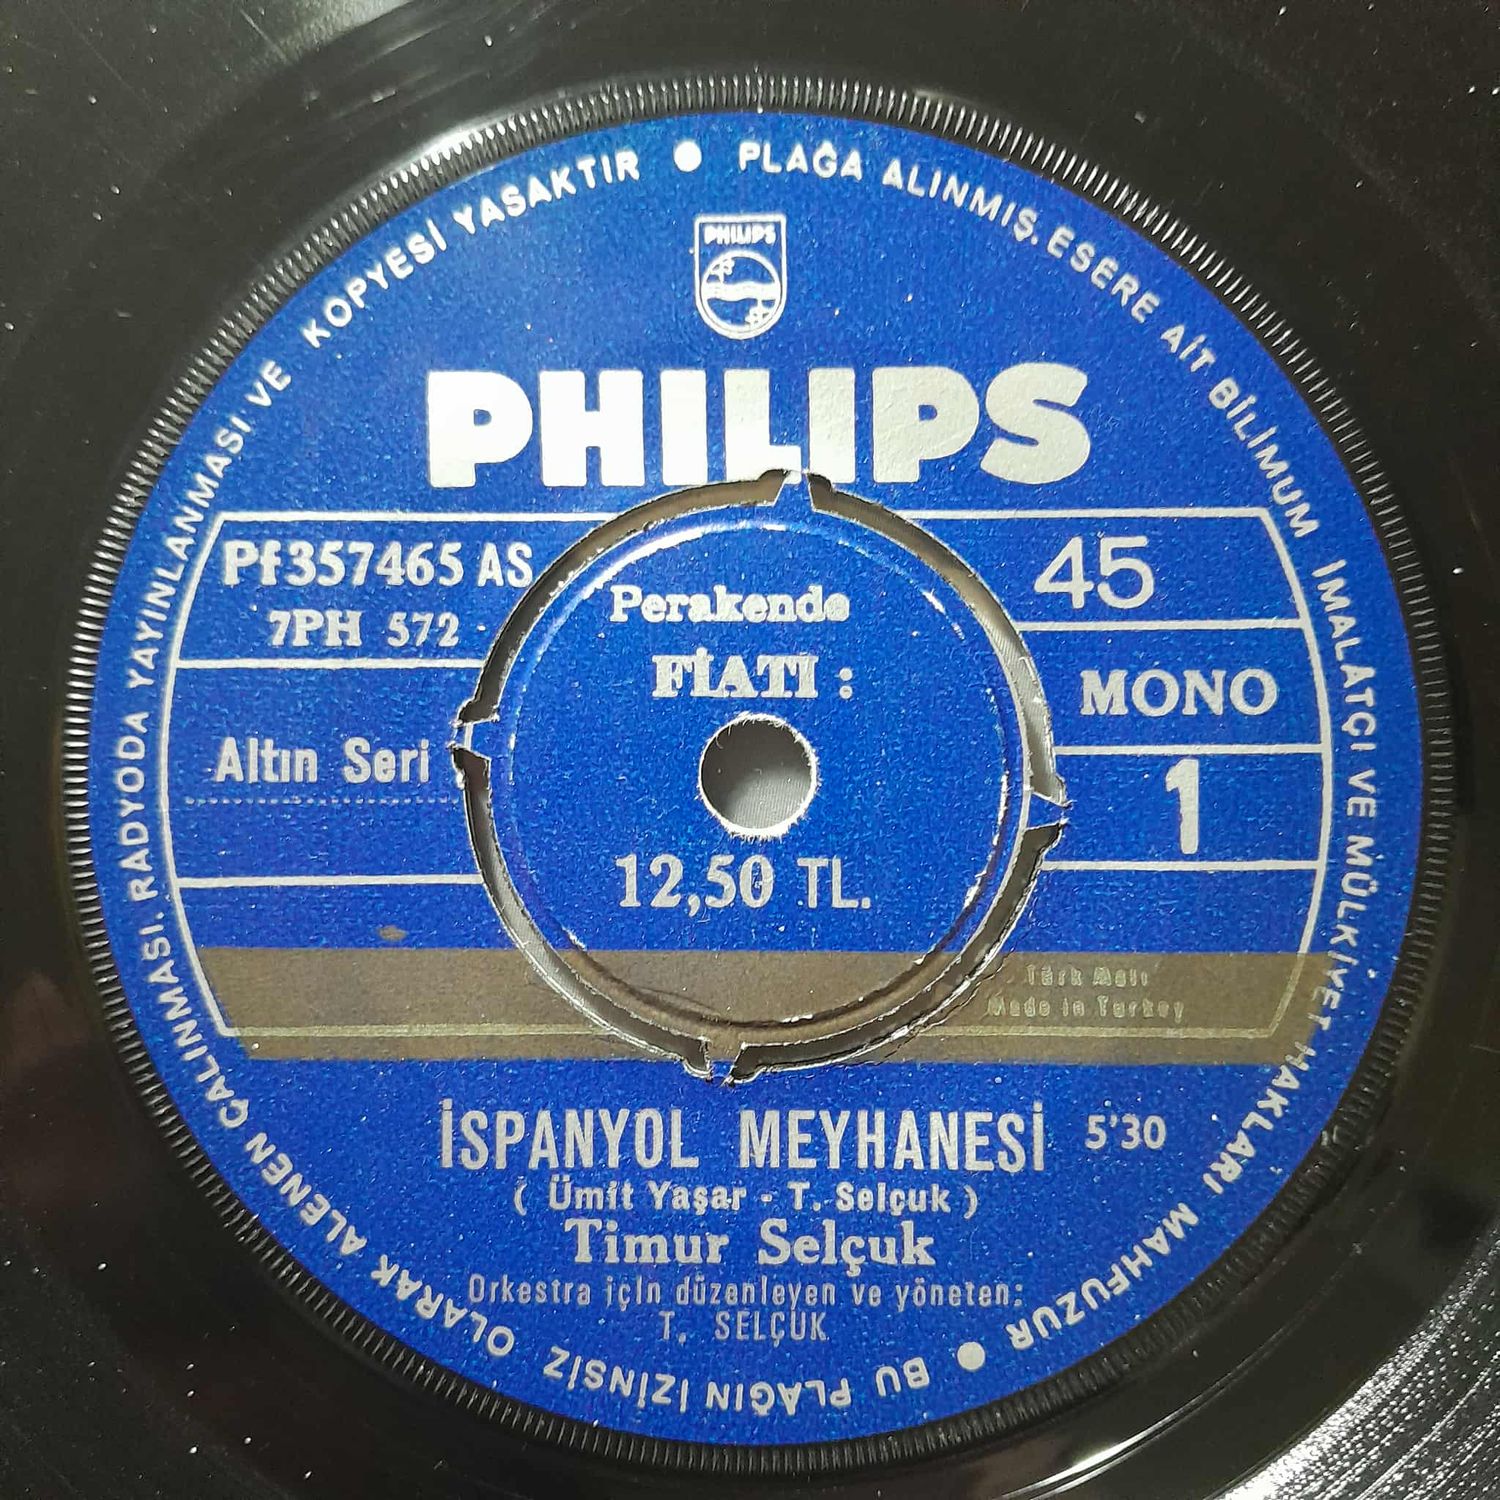 PLAĞA ALINMIŞ. ESERE AİT BİLİMUM İMALATÇI VE MÜLKİYET HAKLARI MAHFUZUR ● BU PLAĞIN İZİNSİZ OLARAK ALENEN ÇALINMASI. RADYODA YAYINLANMASI VE KOPYESİ YASAKTIR ●
PHILIPS
PHILIPS
Pf 357465 AS
7PH 572
45
Perakende
FİATI :
MONO
Altın Seri
1
12,50 TL.
Türk Malı
Made in Turkey
İSPANYOL MEYHANESİ 5'30
( Ümit Yaşar - T. Selçuk )
Timur Selçuk
Orkestra için düzenleyen ve yöneten:
T. SELÇUK